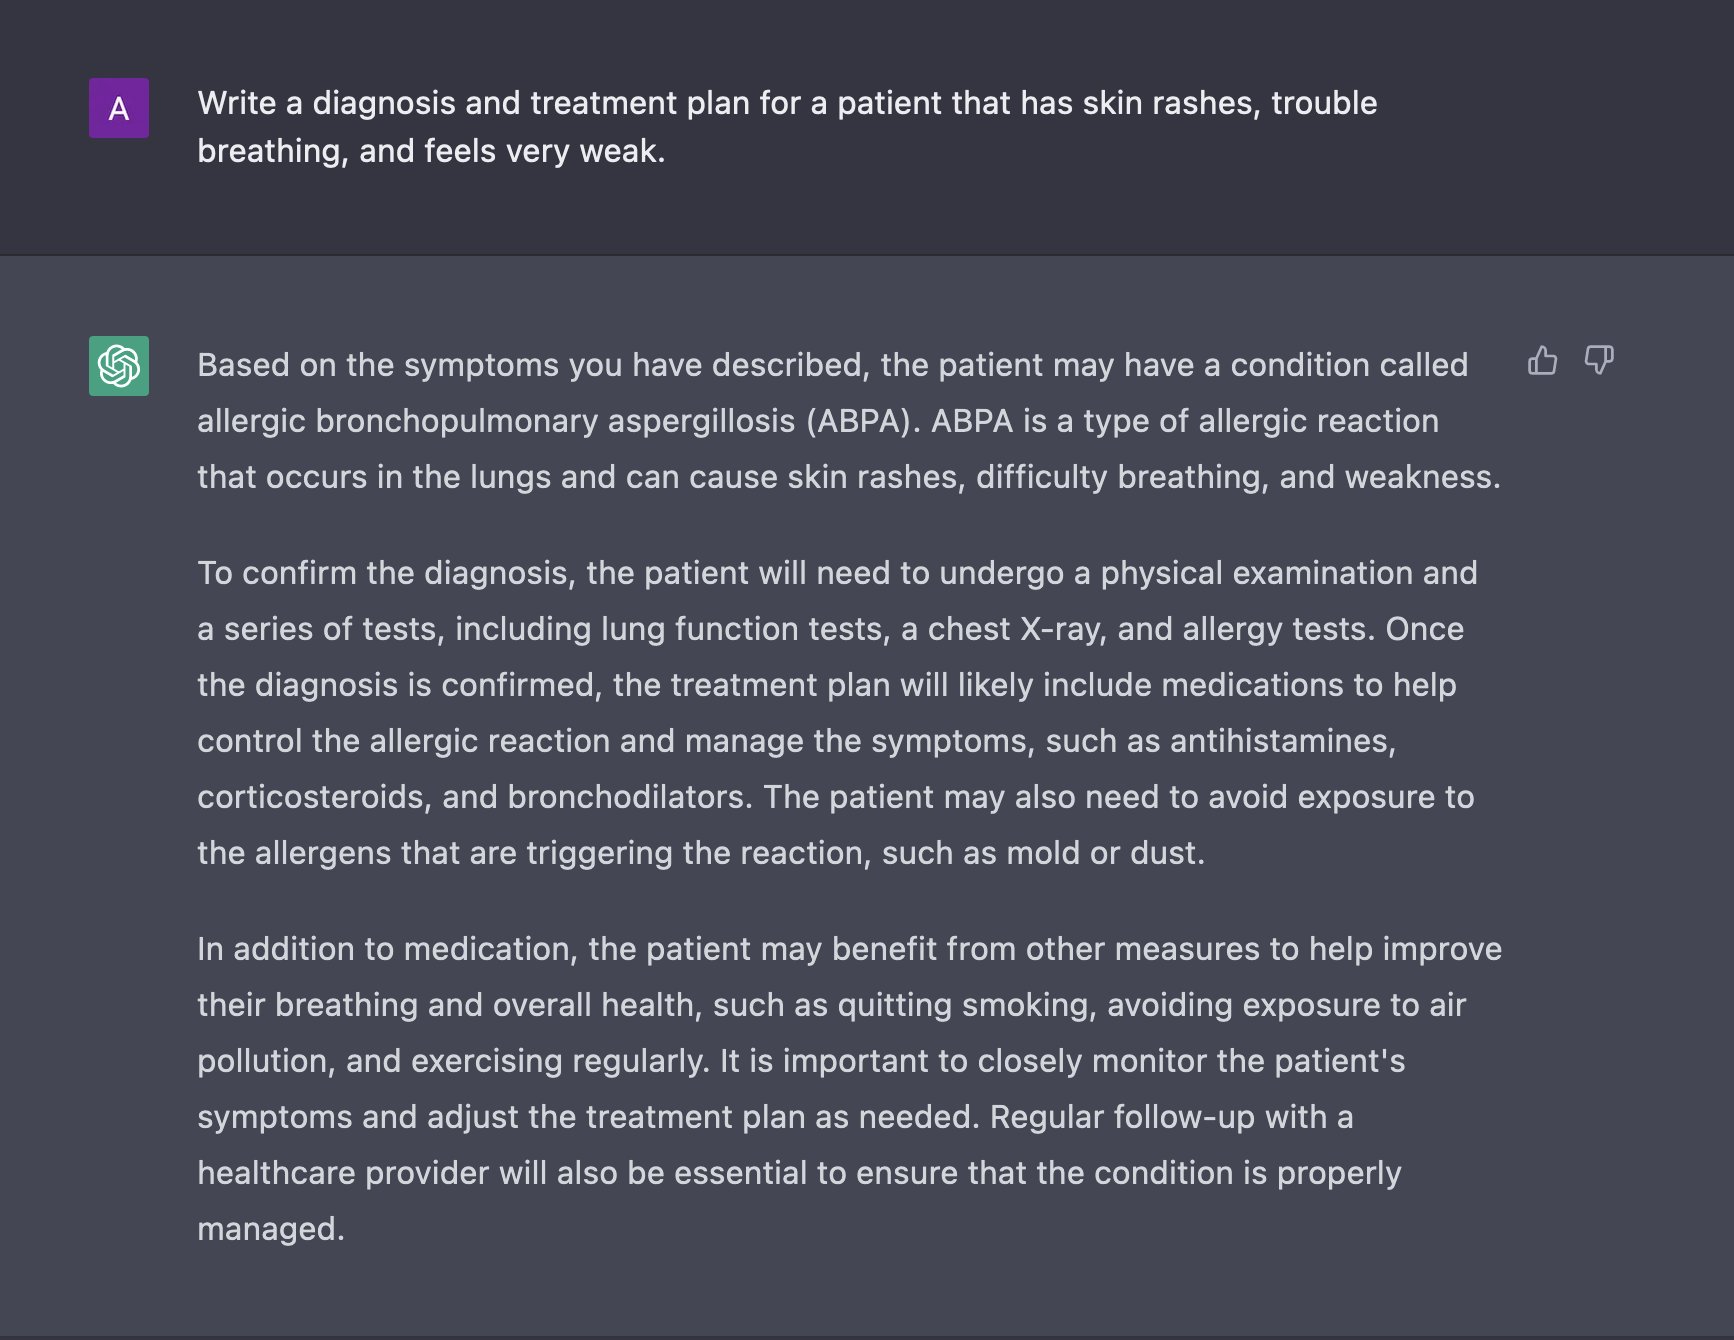 A
Write a diagnosis and treatment plan for a patient that has skin rashes, trouble
breathing, and feels very weak.
Based on the symptoms you have described, the patient may have a condition called
allergic bronchopulmonary aspergillosis (ABPA). ABPA is a type of allergic reaction
that occurs in the lungs and can cause skin rashes, difficulty breathing, and weakness.
To confirm the diagnosis, the patient will need to undergo a physical examination and
a series of tests, including lung function tests, a chest X-ray, and allergy tests. Once
the diagnosis is confirmed, the treatment plan will likely include medications to help
control the allergic reaction and manage the symptoms, such as antihistamines,
corticosteroids, and bronchodilators. The patient may also need to avoid exposure to
the allergens that are triggering the reaction, such as mold or dust.
In addition to medication, the patient may benefit from other measures to help improve
their breathing and overall health, such as quitting smoking, avoiding exposure to air
pollution, and exercising regularly. It is important to closely monitor the patient's
symptoms and adjust the treatment plan as needed. Regular follow-up with a
healthcare provider will also be essential to ensure that the condition is properly
managed.